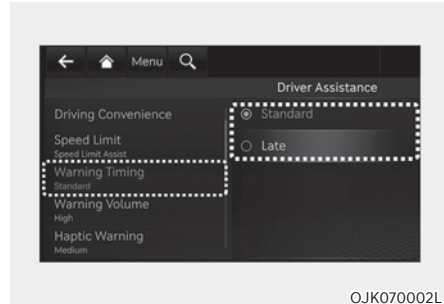 Menu
Driver Assistance
Driving Convenience
Speed Limit
Speed Limit Assist
Warning Timing
Standard
Warning Volume
High
Haptic Warning
Medium
Standard
Late
OJK070002L